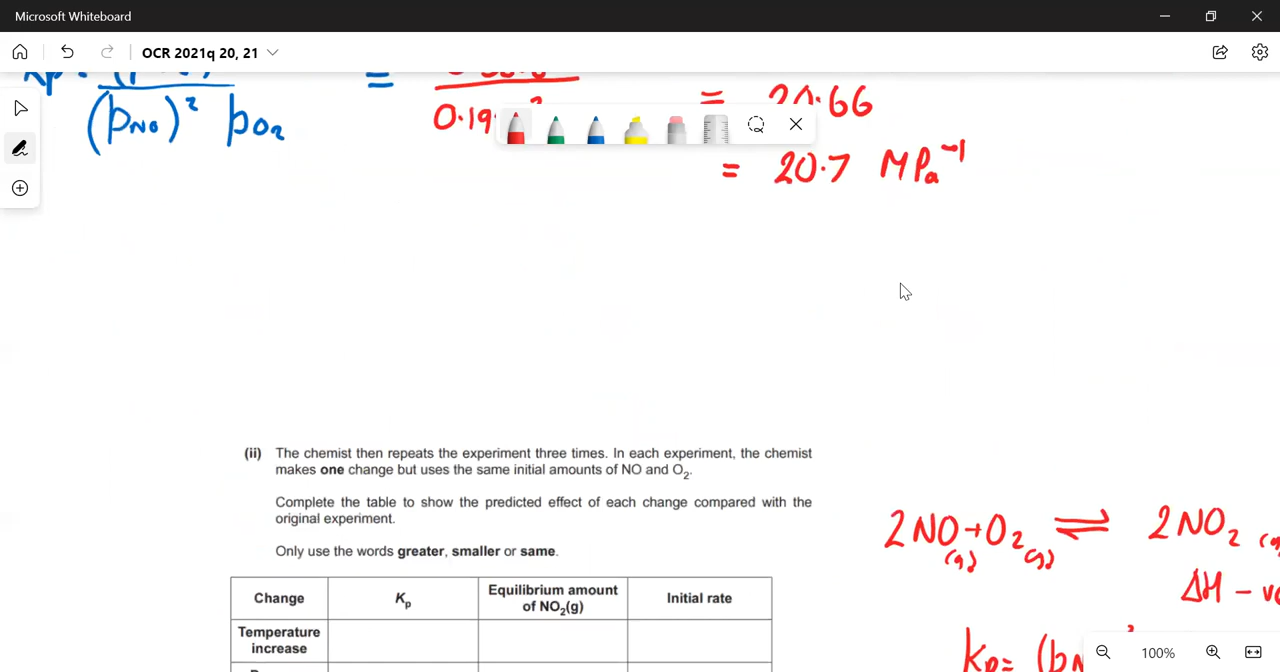 Microsoft Whiteboard
OCR 2021q 20, 21
(pNO)² pO₂
=
0.19
=
.66
= 20.7 MPa⁻¹
(ii) The chemist then repeats the experiment three times. In each experiment, the chemist
makes one change but uses the same initial amounts of NO and O₂.
Complete the table to show the predicted effect of each change compared with the
original experiment.
Only use the words greater, smaller or same.
2NO(g) + O₂(g) ⇌ 2NO₂
ΔH - v
Change Kp Equilibrium amount of NO₂(g) Initial rate
Temperature increase
Kp=
100%